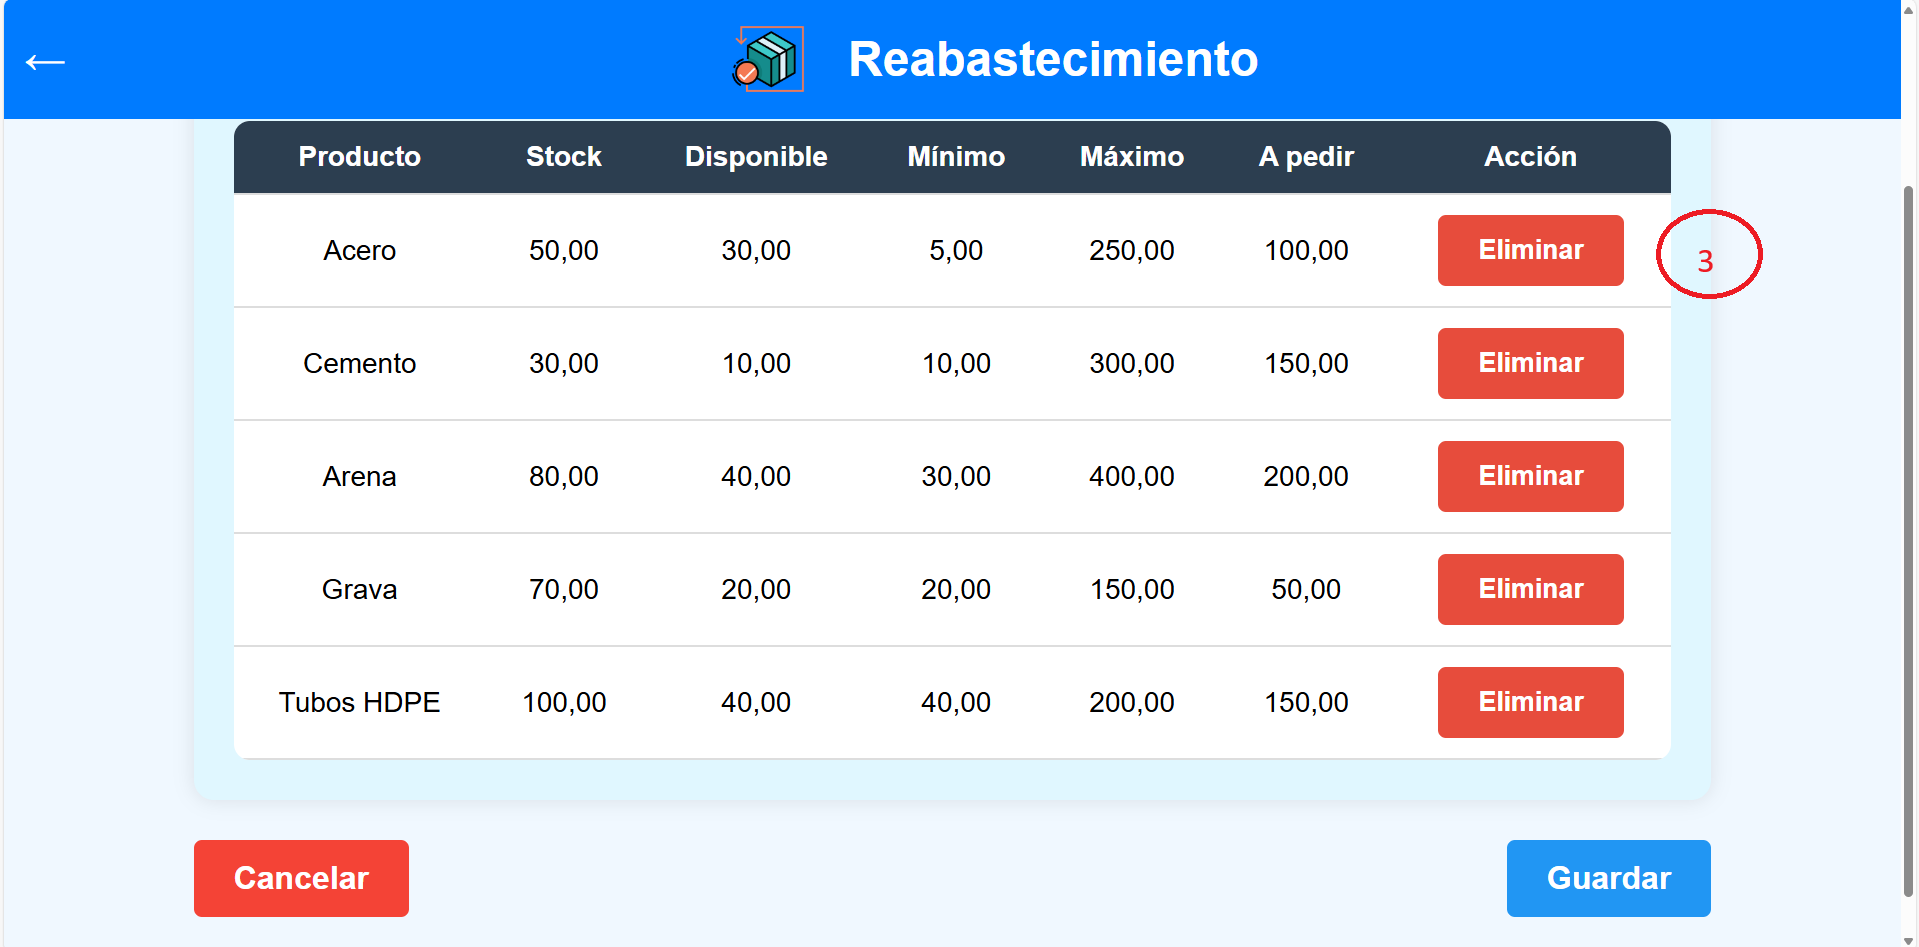 ←
Reabastecimiento
Producto Stock Disponible Mínimo Máximo A pedir Acción
Acero 50,00 30,00 5,00 250,00 100,00 Eliminar 3
Cemento 30,00 10,00 10,00 300,00 150,00 Eliminar
Arena 80,00 40,00 30,00 400,00 200,00 Eliminar
Grava 70,00 20,00 20,00 150,00 50,00 Eliminar
Tubos HDPE 100,00 40,00 40,00 200,00 150,00 Eliminar
Cancelar Guardar